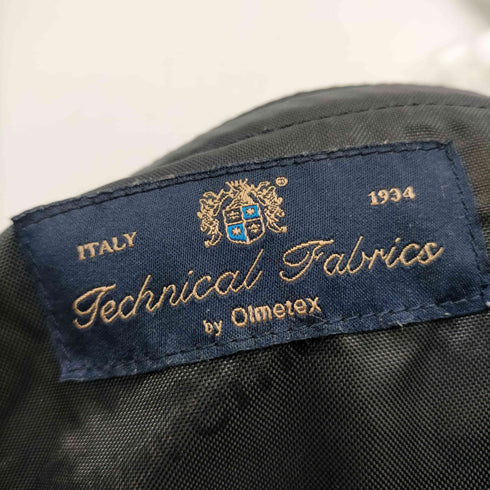 ITALY 1934
Technical Fabrics
by Olmetex